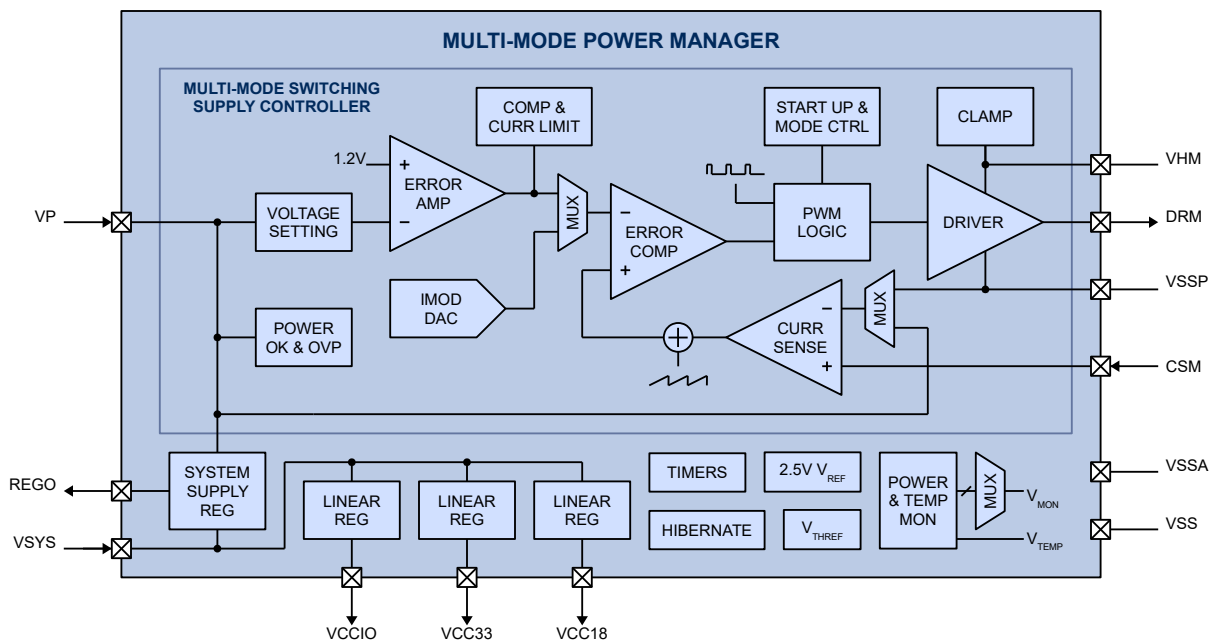 MULTI-MODE POWER MANAGER
MULTI-MODE SWITCHING
SUPPLY CONTROLLER
COMP &
CURR LIMIT
START UP &
MODE CTRL
CLAMP
1.2V
+
ERROR
AMP
−
VHM
VP
VOLTAGE
SETTING
MUX
−
ERROR
COMP
+
PWM
LOGIC
DRIVER
DRM
IMOD
DAC
MUX
VSSP
POWER
OK & OVP
−
CURR
SENSE
+
CSM
SYSTEM
SUPPLY
REG
REGO
VSYS
LINEAR
REG
LINEAR
REG
LINEAR
REG
TIMERS
2.5V VREF
HIBERNATE
VTHREF
POWER
& TEMP
MON
MUX
VMON
VTEMP
VSSA
VSS
VCCIO
VCC33
VCC18